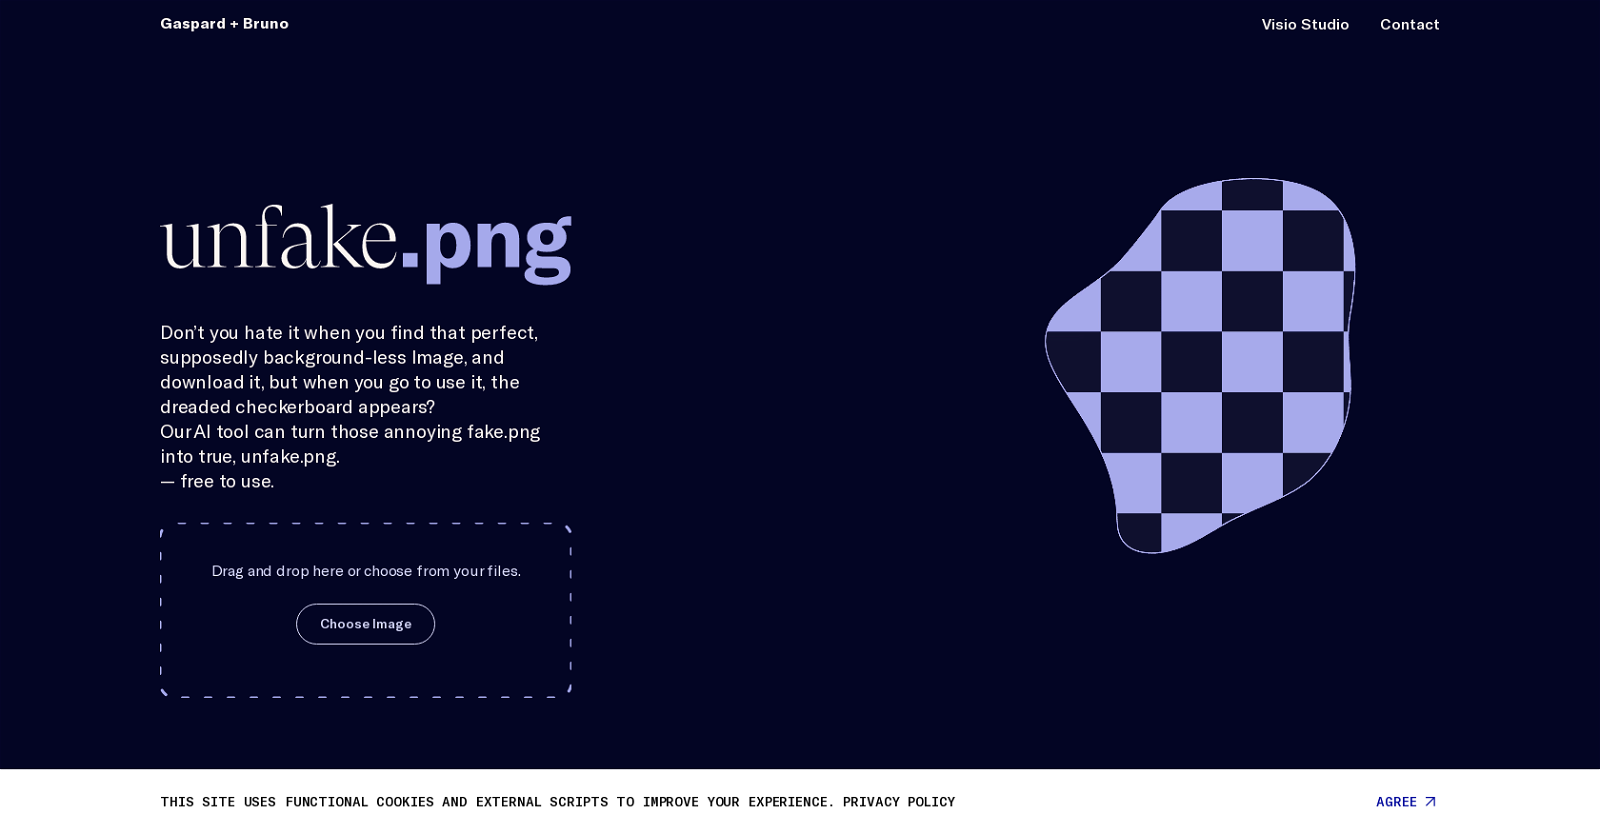 Gaspard + Bruno
Visio Studio
Contact
unfake.png
Don’t you hate it when you find that perfect,
supposedly background-less Image, and
download it, but when you go to use it, the
dreaded checkerboard appears?
Our AI tool can turn those annoying fake.png
into true, unfake.png.
— free to use.
Drag and drop here or choose from your files.
Choose Image
THIS SITE USES FUNCTIONAL COOKIES AND EXTERNAL SCRIPTS TO IMPROVE YOUR EXPERIENCE. PRIVACY POLICY
AGREE